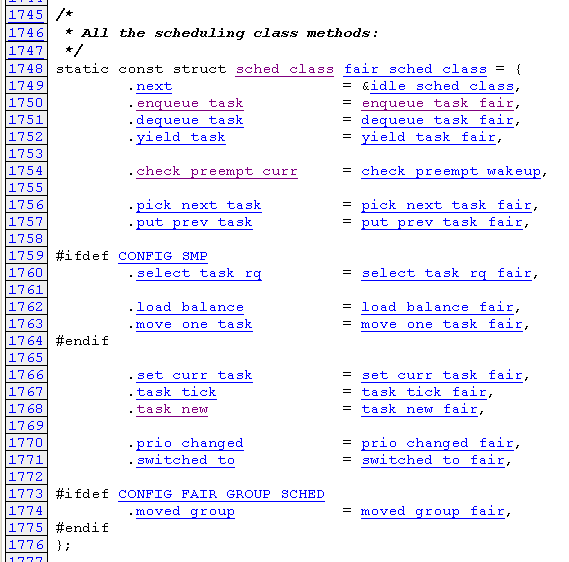 1745 /*
1746  * All the scheduling class methods:
1747  */
1748 static const struct sched_class fair_sched_class = {
1749         .next                   = &idle_sched_class,
1750         .enqueue_task           = enqueue_task_fair,
1751         .dequeue_task           = dequeue_task_fair,
1752         .yield_task             = yield_task_fair,
1753
1754         .check_preempt_curr     = check_preempt_wakeup,
1755
1756         .pick_next_task         = pick_next_task_fair,
1757         .put_prev_task          = put_prev_task_fair,
1758
1759 #ifdef CONFIG_SMP
1760         .select_task_rq         = select_task_rq_fair,
1761
1762         .load_balance           = load_balance_fair,
1763         .move_one_task          = move_one_task_fair,
1764 #endif
1765
1766         .set_curr_task          = set_curr_task_fair,
1767         .task_tick              = task_tick_fair,
1768         .task_new               = task_new_fair,
1769
1770         .prio_changed           = prio_changed_fair,
1771         .switched_to            = switched_to_fair,
1772
1773 #ifdef CONFIG_FAIR_GROUP_SCHED
1774         .moved_group            = moved_group_fair,
1775 #endif
1776 };